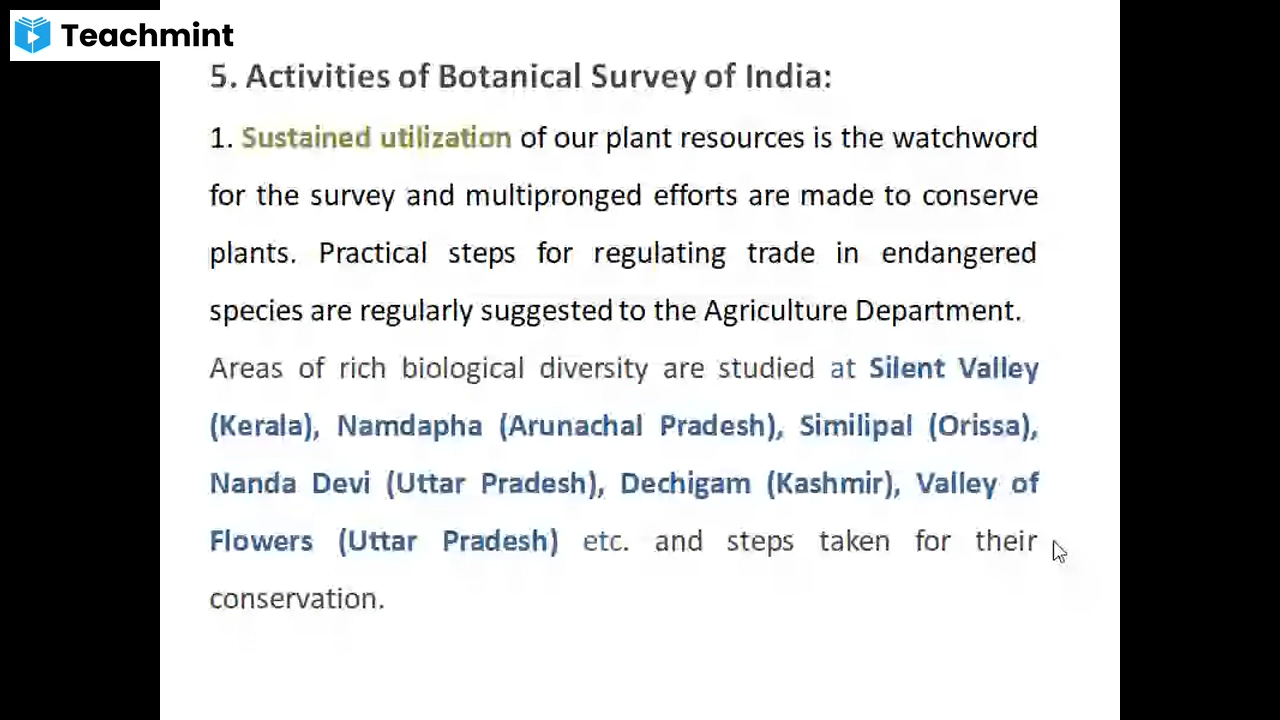 Teachmint
5. Activities of Botanical Survey of India:
1. Sustained utilization of our plant resources is the watchword
for the survey and multipronged efforts are made to conserve
plants. Practical steps for regulating trade in endangered
species are regularly suggested to the Agriculture Department.
Areas of rich biological diversity are studied at Silent Valley
(Kerala), Namdapha (Arunachal Pradesh), Similipal (Orissa),
Nanda Devi (Uttar Pradesh), Dechigam (Kashmir), Valley of
Flowers (Uttar Pradesh) etc. and steps taken for their
conservation.